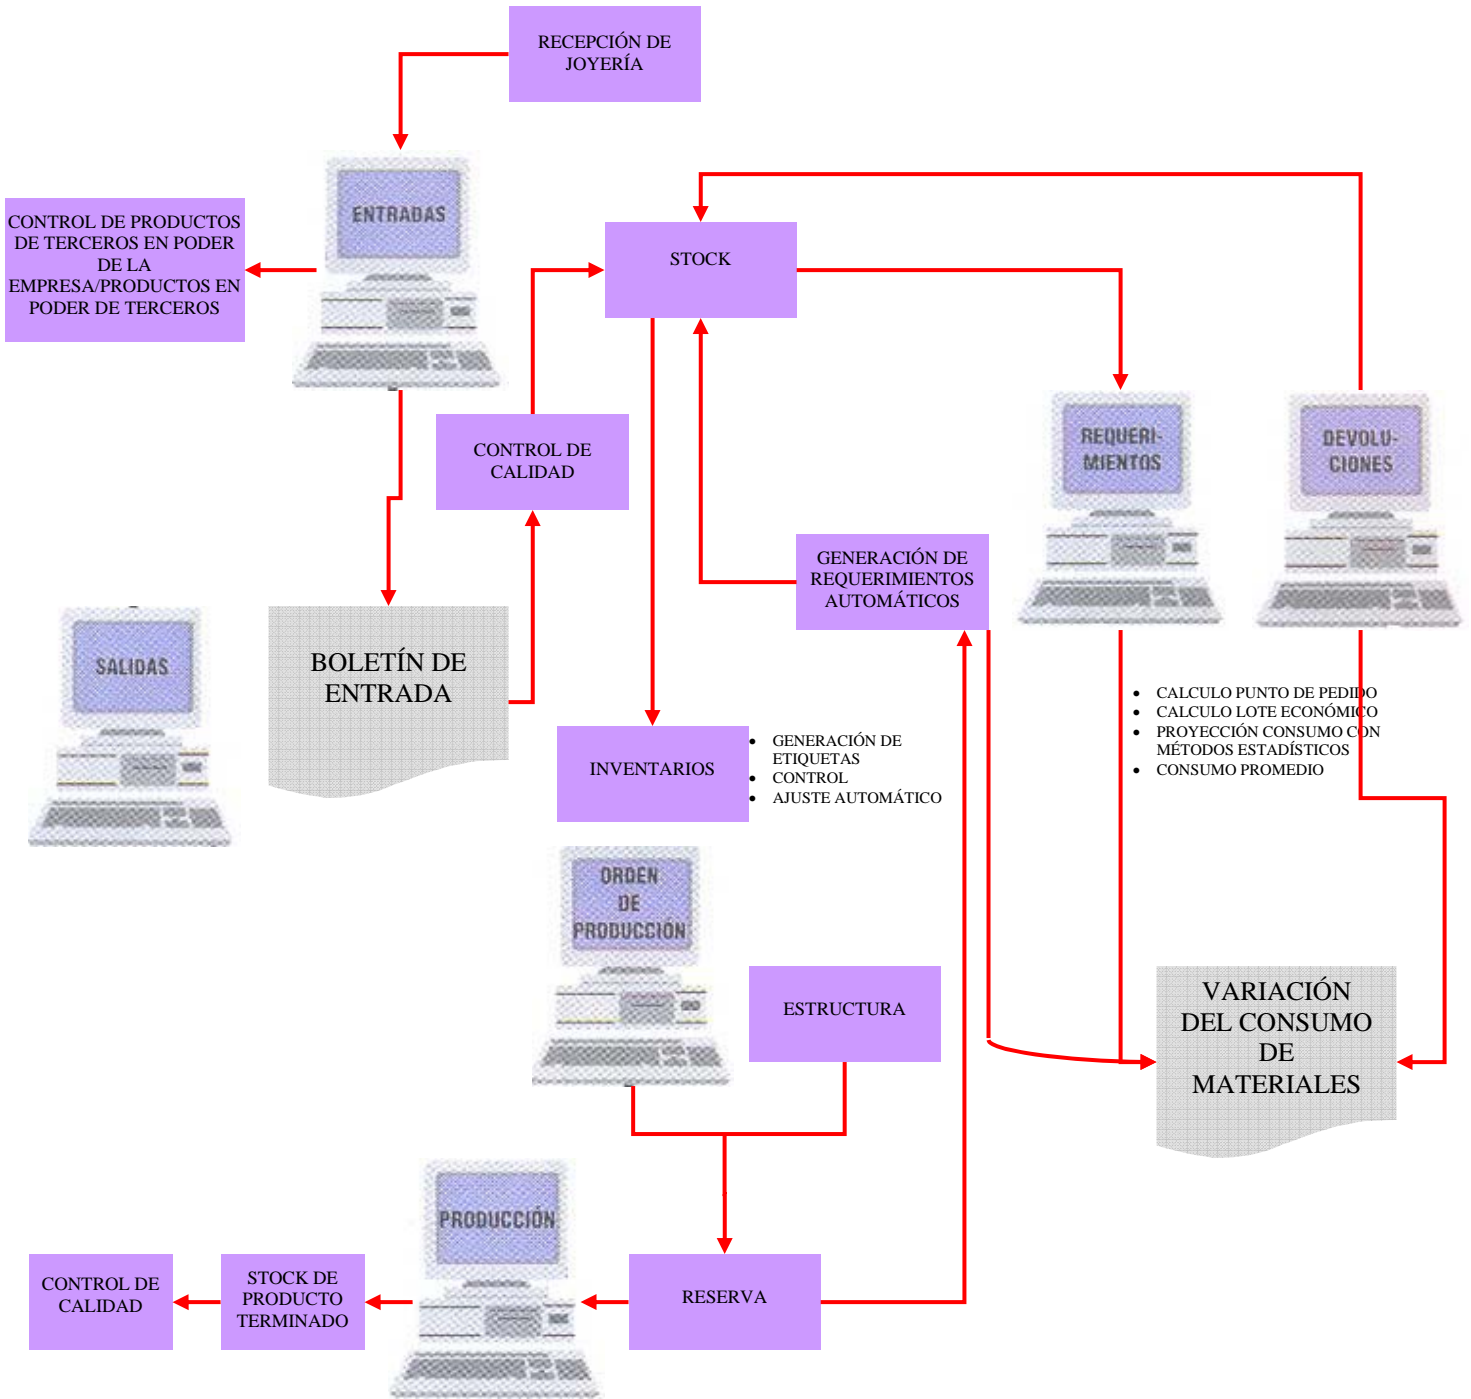 RECEPCIÓN DE
JOYERÍA
ENTRADAS
CONTROL DE PRODUCTOS
DE TERCEROS EN PODER
DE LA
EMPRESA/PRODUCTOS EN
PODER DE TERCEROS
STOCK
CONTROL DE
CALIDAD
REQUERI-
MIENTOS
DEVOLU-
CIONES
GENERACIÓN DE
REQUERIMIENTOS
AUTOMÁTICOS
SALIDAS
BOLETÍN DE
ENTRADA
• CALCULO PUNTO DE PEDIDO
• CALCULO LOTE ECONÓMICO
• PROYECCIÓN CONSUMO CON
MÉTODOS ESTADÍSTICOS
• CONSUMO PROMEDIO
INVENTARIOS
• GENERACIÓN DE
ETIQUETAS
• CONTROL
• AJUSTE AUTOMÁTICO
ORDEN
DE
PRODUCCIÓN
ESTRUCTURA
VARIACIÓN
DEL CONSUMO
DE
MATERIALES
PRODUCCIÓN
CONTROL DE
CALIDAD
STOCK DE
PRODUCTO
TERMINADO
RESERVA